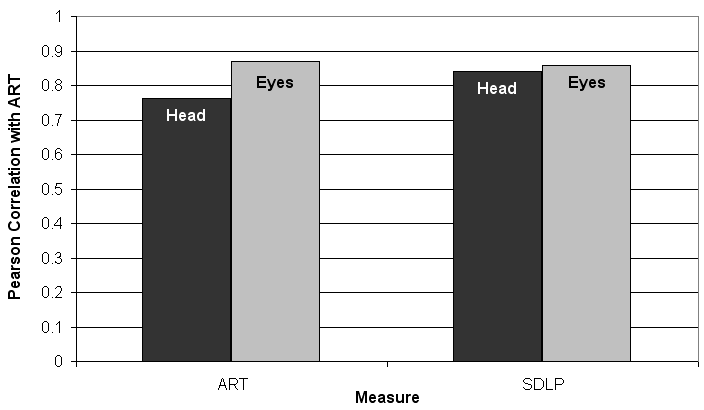 1
0.9
0.8
0.7
0.6
0.5
0.4
0.3
0.2
0.1
0
Pearson Correlation with ART
Head
Eyes
Head
Eyes
ART
SDLP
Measure